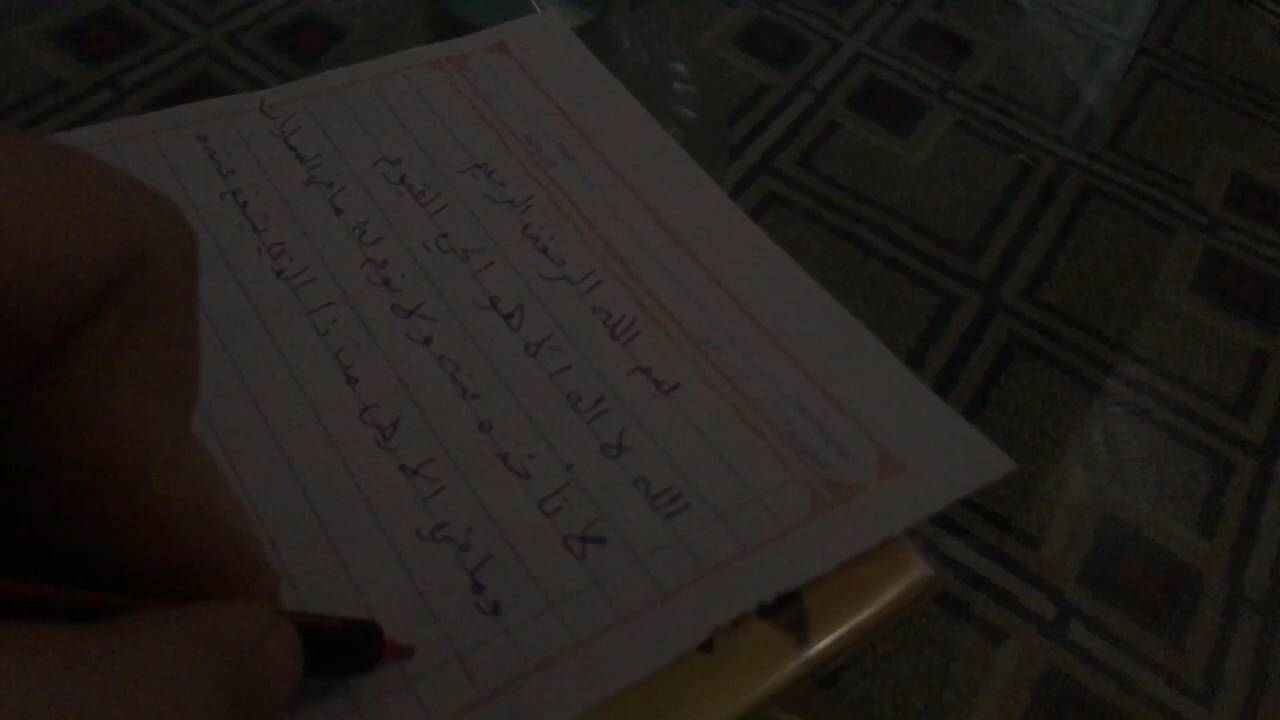 بسم الله الرحمن الرحيم
الله لا اله الا هو الحي القيوم
لا تأخذه سنه ولا نوم له ما في السماوات
وما في الارض من ذا الذي يشفع عنده